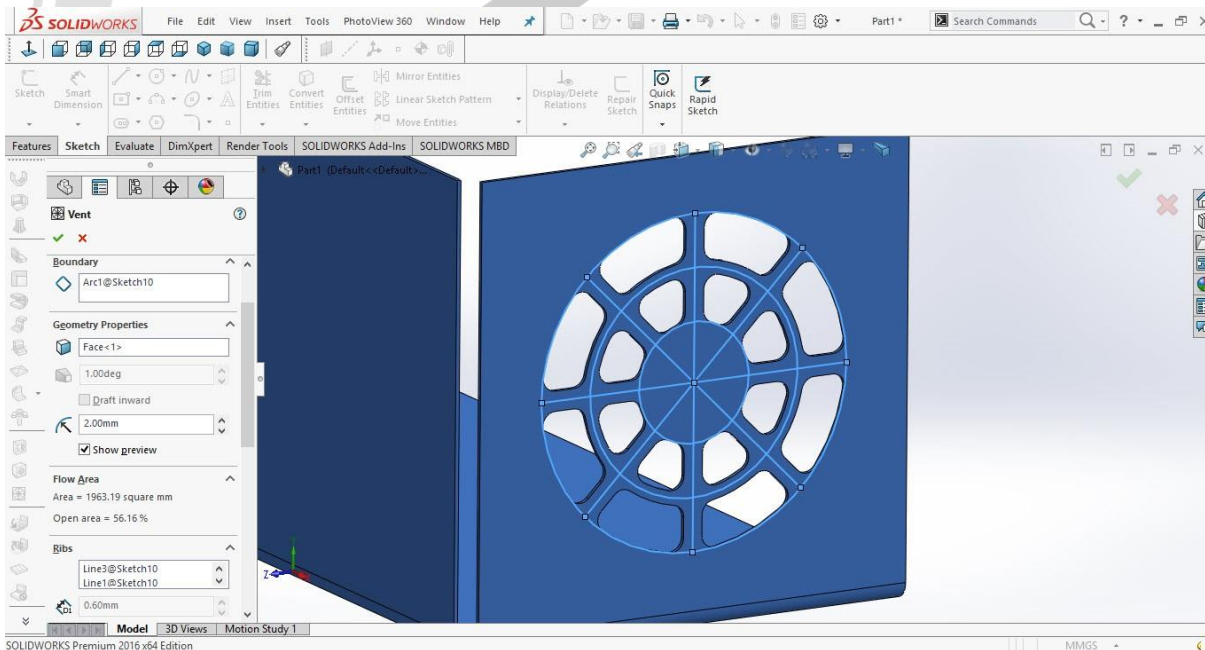 DS SOLIDWORKS File Edit View Insert Tools PhotoView 360 Window Help Part1 * Search Commands ?
Sketch Smart Dimension Trim Entities Convert Entities Offset Entities Mirror Entities Linear Sketch Pattern Move Entities Display/Delete Relations Repair Sketch Quick Snaps Rapid Sketch
Features Sketch Evaluate DimXpert Render Tools SOLIDWORKS Add-Ins SOLIDWORKS MBD
Part1 (Default<<Default>...
Vent ?
Boundary
Arc1@Sketch10
Geometry Properties
Face<1>
1.00deg
Draft inward
2.00mm
Show preview
Flow Area
Area = 1963.19 square mm
Open area = 56.16 %
Ribs
Line3@Sketch10
Line1@Sketch10
D1 0.60mm
Z
Model 3D Views Motion Study 1
SOLIDWORKS Premium 2016 x64 Edition MMGS